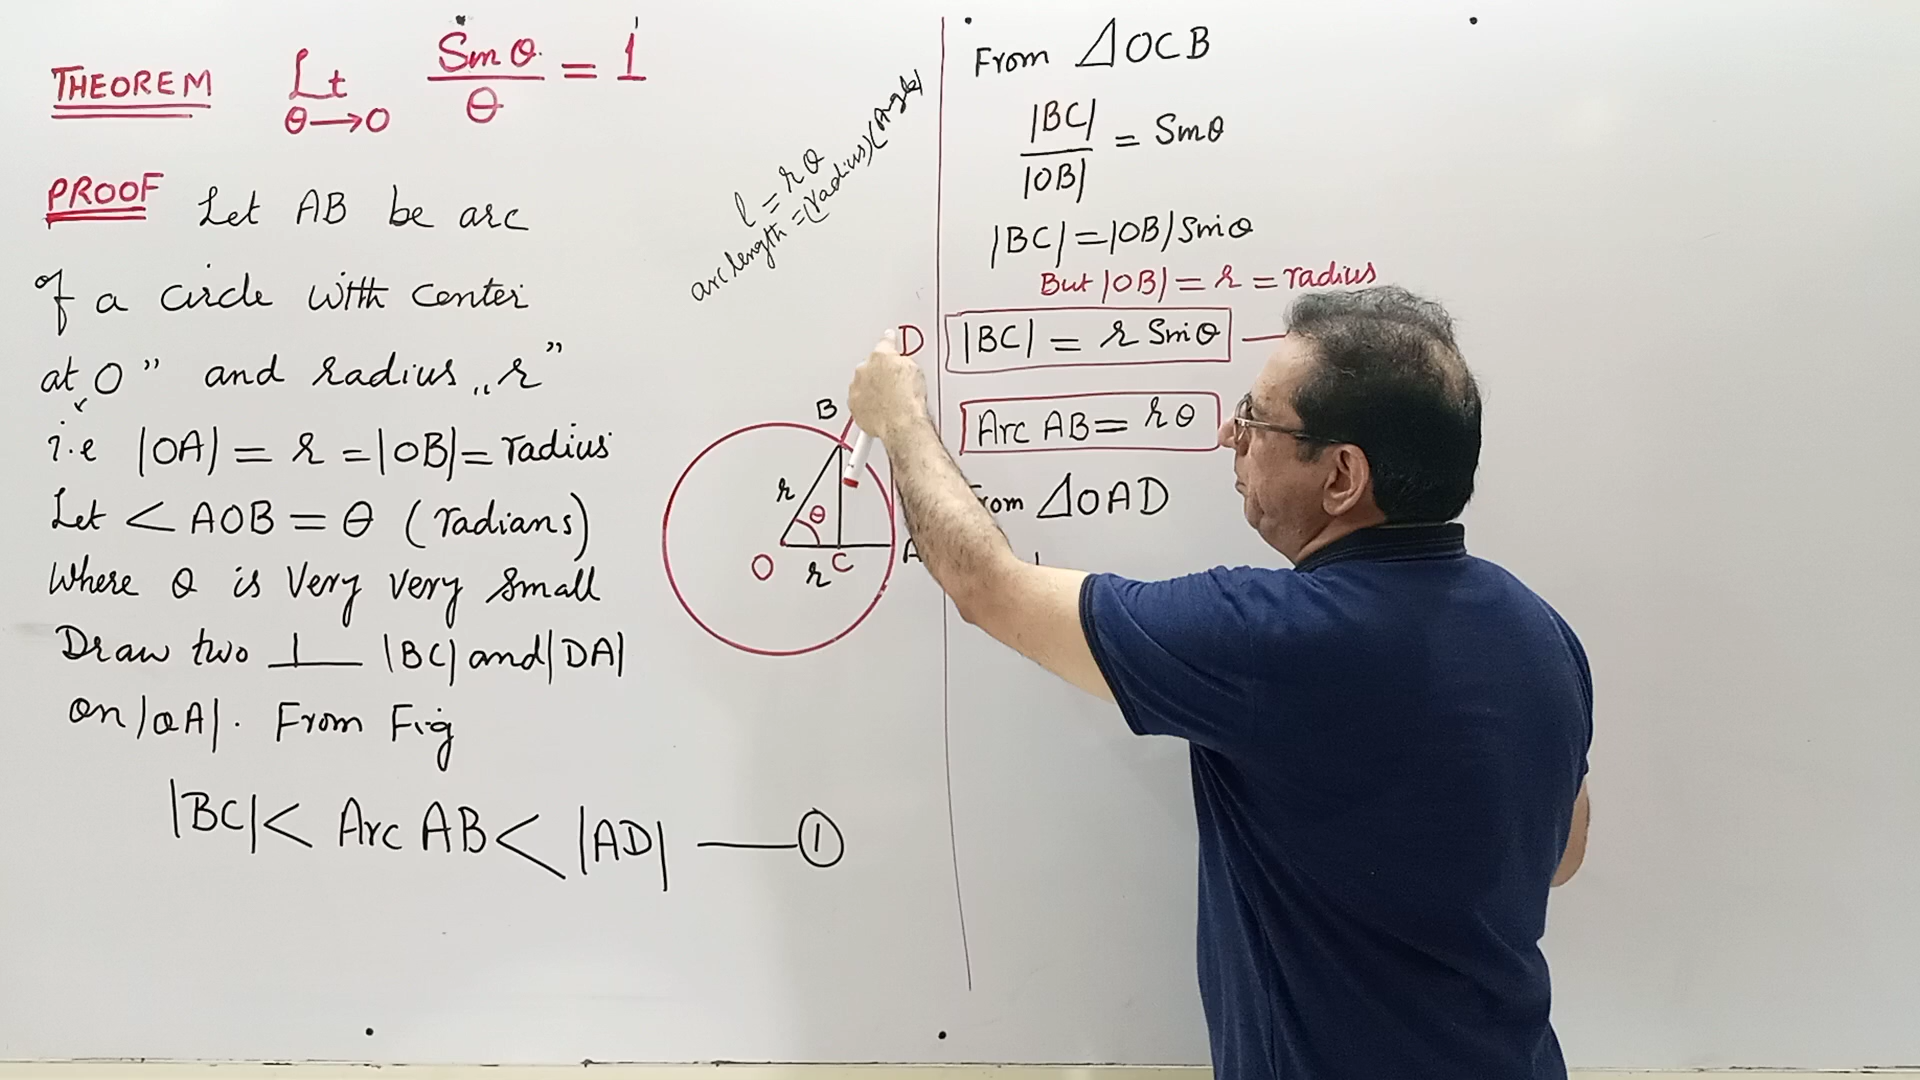 THEOREM Lt Sinθ = 1
θ→0 θ
PROOF Let AB be arc
of a circle with center
at O" and radius „r"
i.e |OA| = r = |OB| = radius
Let < AOB = θ (radians)
Where θ is Very Very Small
Draw two ⊥ |BC| and |DA|
on |OA|. From Fig
|BC| < Arc AB < |AD| — ①
l = rθ
arc length = (radius)(Angle)
D
B
r
θ
O r C A
From △OCB
|BC| = Sinθ
|OB|
|BC| = |OB| Sinθ
But |OB| = r = radius
|BC| = r Sinθ —
Arc AB = rθ
From △OAD